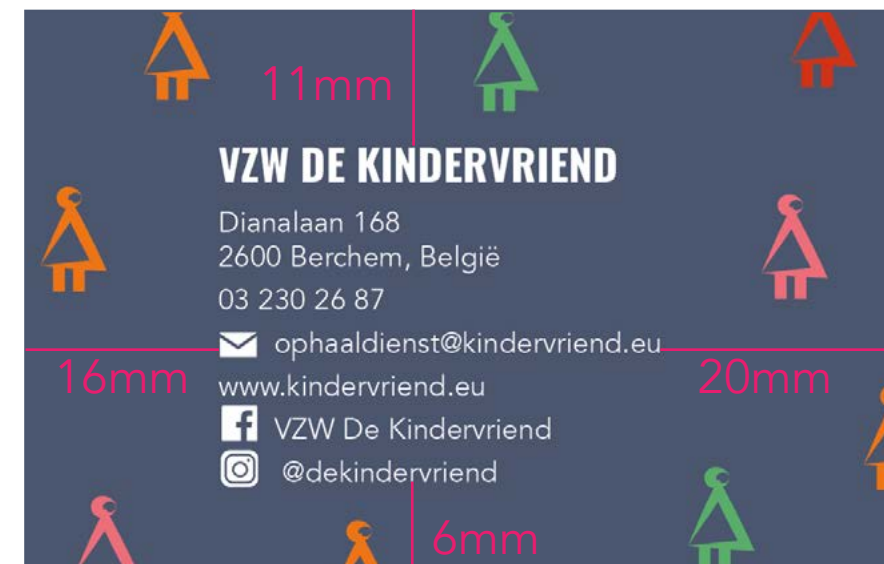 11mm
VZW DE KINDERVRIEND
Dianalaan 168
2600 Berchem, België
03 230 26 87
ophaaldienst@kindervriend.eu
16mm
20mm
www.kindervriend.eu
VZW De Kindervriend
@dekindervriend
6mm